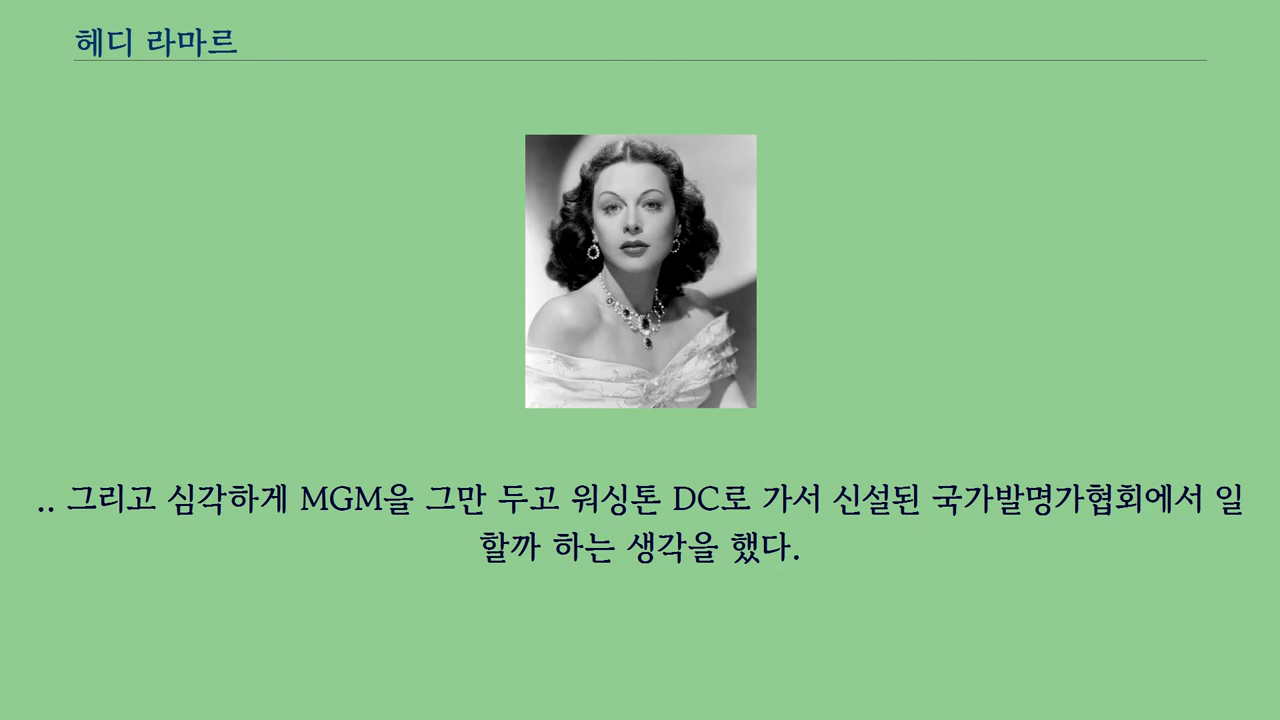 헤디 라마르
.. 그리고 심각하게 MGM을 그만 두고 워싱톤 DC로 가서 신설된 국가발명가협회에서 일
할까 하는 생각을 했다.